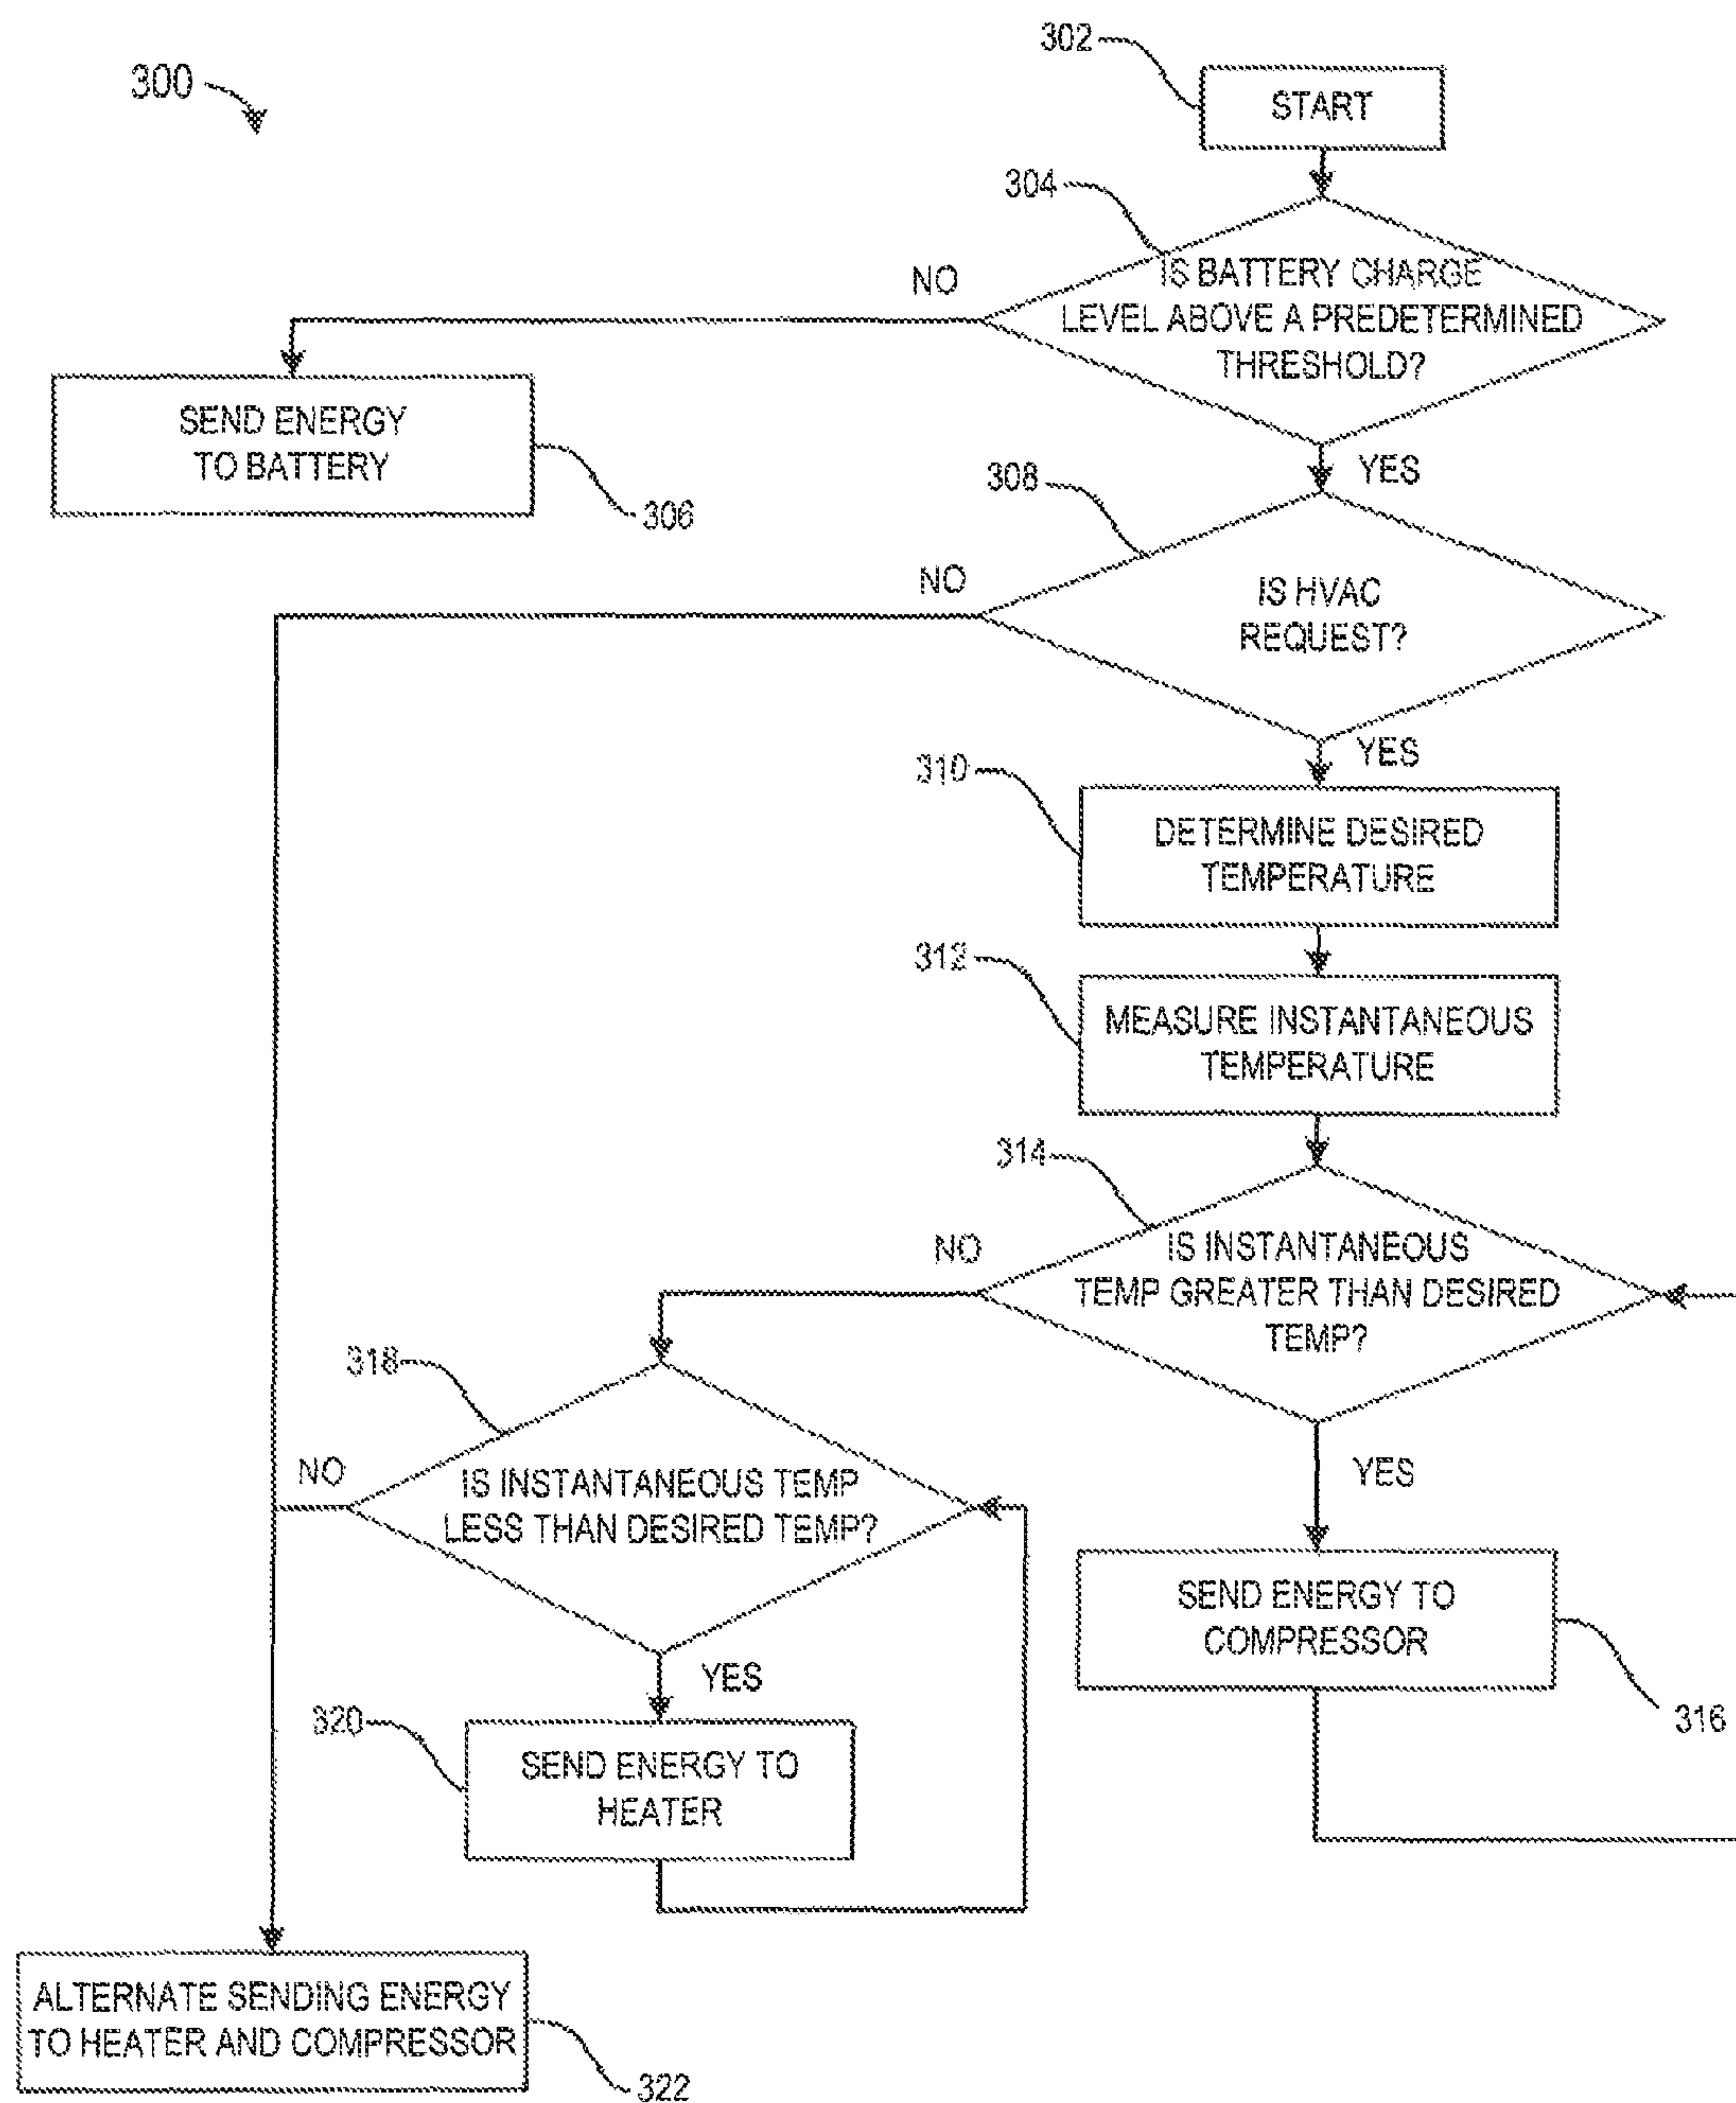 300
302
START
304
IS BATTERY CHARGE
LEVEL ABOVE A PREDETERMINED
THRESHOLD?
NO
YES
SEND ENERGY
TO BATTERY
306
308
IS HVAC
REQUEST?
NO
YES
310
DETERMINE DESIRED
TEMPERATURE
312
MEASURE INSTANTANEOUS
TEMPERATURE
314
IS INSTANTANEOUS
TEMP GREATER THAN DESIRED
TEMP?
NO
YES
SEND ENERGY TO
COMPRESSOR
316
318
IS INSTANTANEOUS TEMP
LESS THAN DESIRED TEMP?
NO
YES
320
SEND ENERGY TO
HEATER
ALTERNATE SENDING ENERGY
TO HEATER AND COMPRESSOR
322